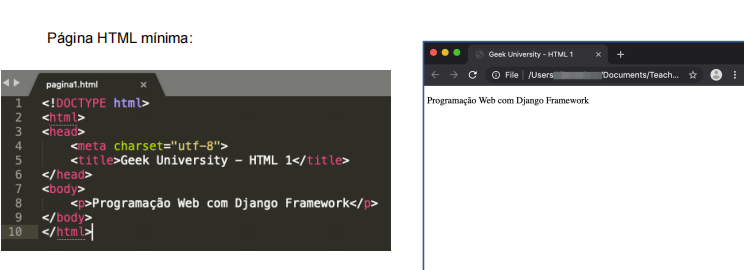 Página HTML mínima:
pagina1.html ×
1 <!DOCTYPE html>
2 <html>
3 <head>
4 <meta charset="utf-8">
5 <title>Geek University - HTML 1</title>
6 </head>
7 <body>
8 <p>Programação Web com Django Framework</p>
9 </body>
10 </html>
Geek University - HTML 1 × +
File | /Users /Documents/Teach...
Programação Web com Django Framework